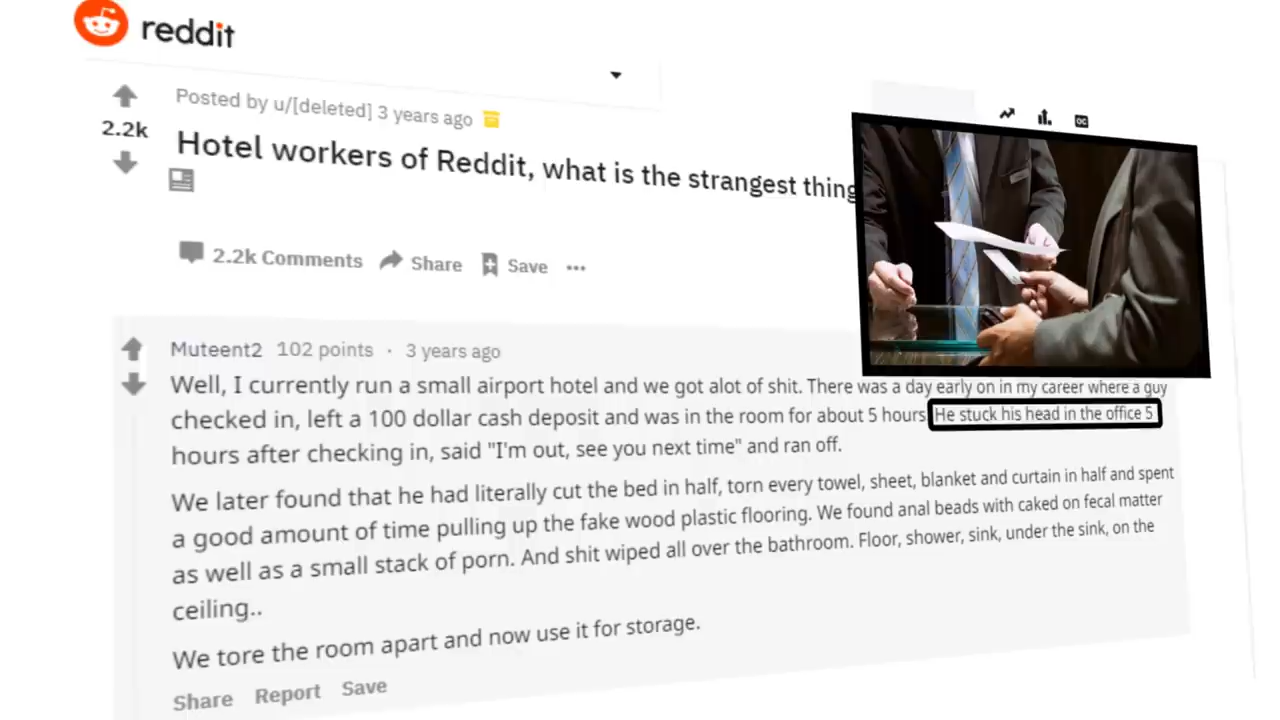 reddit
Posted by u/[deleted] 3 years ago
2.2k
Hotel workers of Reddit, what is the strangest thing
2.2k Comments Share Save ...
Muteent2 102 points · 3 years ago
Well, I currently run a small airport hotel and we got alot of shit. There was a day early on in my career where a guy
checked in, left a 100 dollar cash deposit and was in the room for about 5 hours. He stuck his head in the office 5
hours after checking in, said "I'm out, see you next time" and ran off.
We later found that he had literally cut the bed in half, torn every towel, sheet, blanket and curtain in half and spent
a good amount of time pulling up the fake wood plastic flooring. We found anal beads with caked on fecal matter
as well as a small stack of porn. And shit wiped all over the bathroom. Floor, shower, sink, under the sink, on the
ceiling..
We tore the room apart and now use it for storage.
Share Report Save